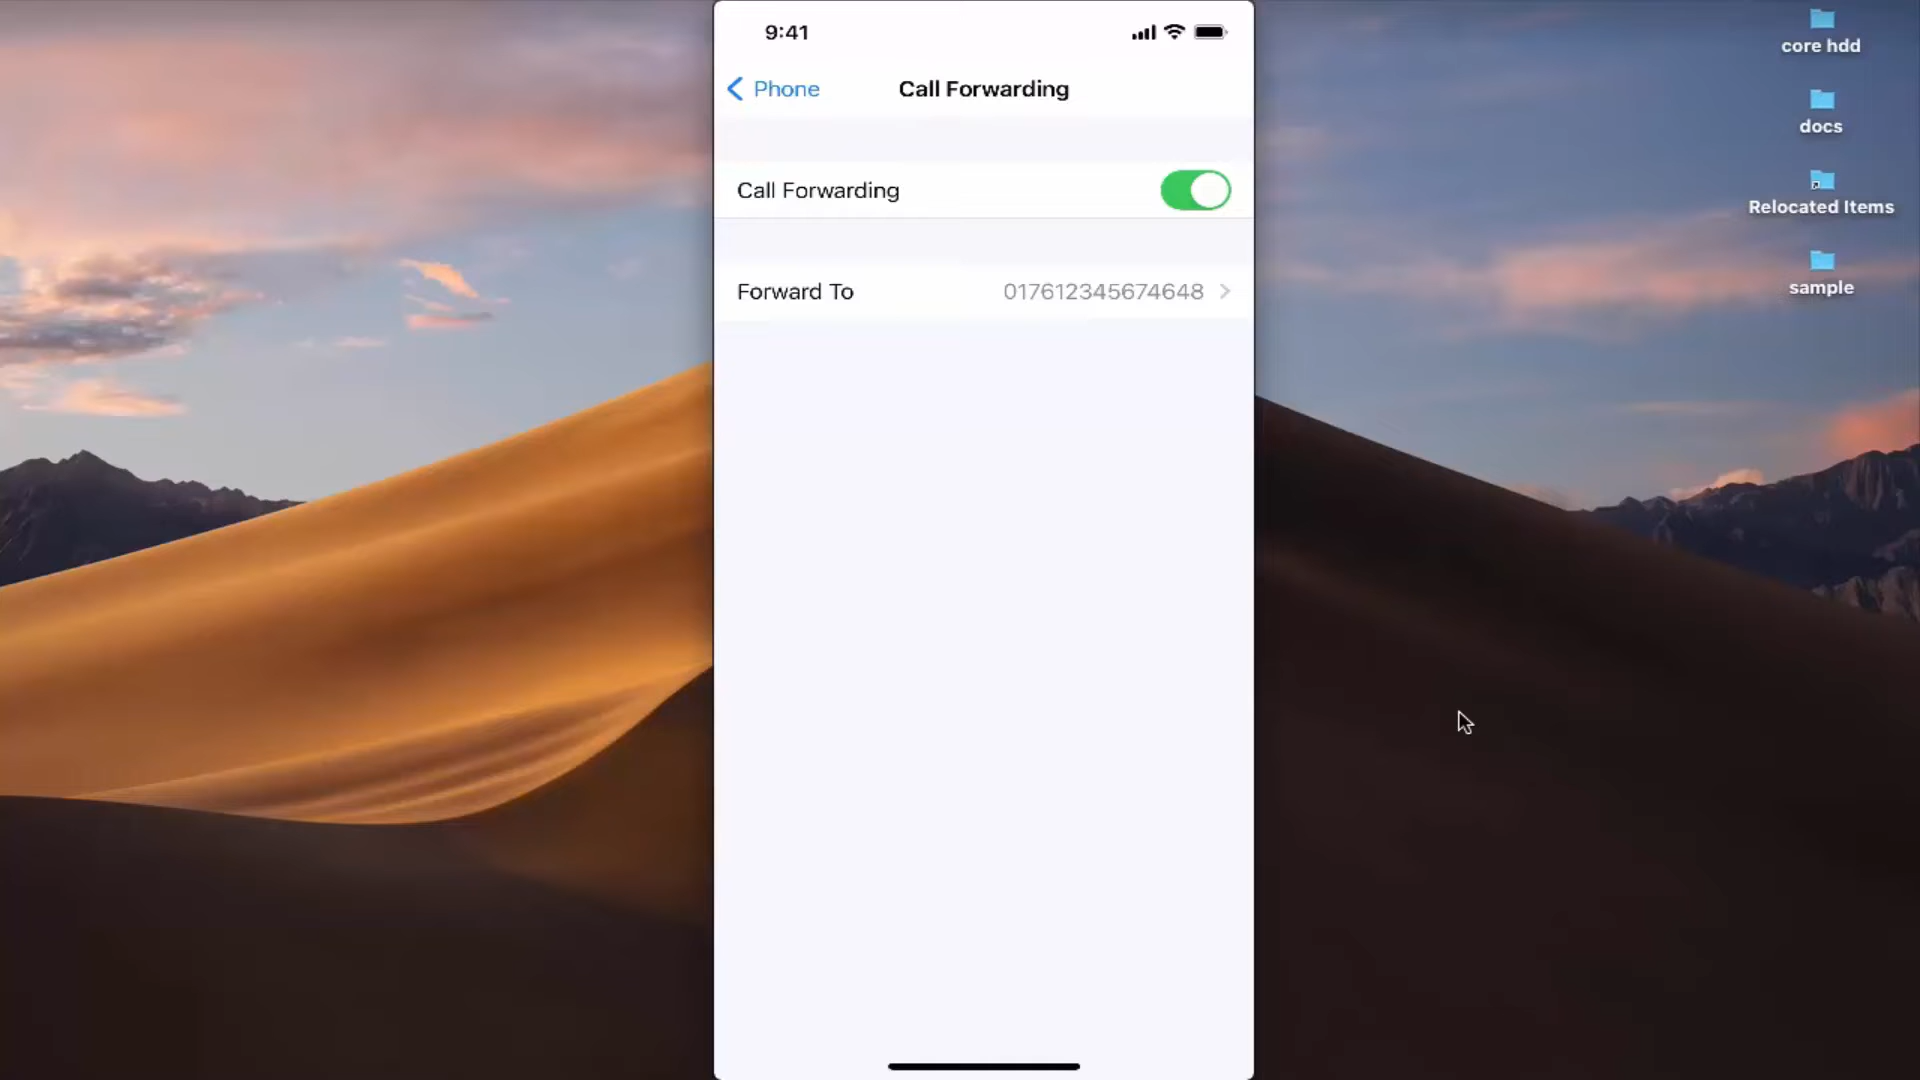 9:41
Phone
Call Forwarding
Call Forwarding
Forward To
017612345674648
core hdd
docs
Relocated Items
sample